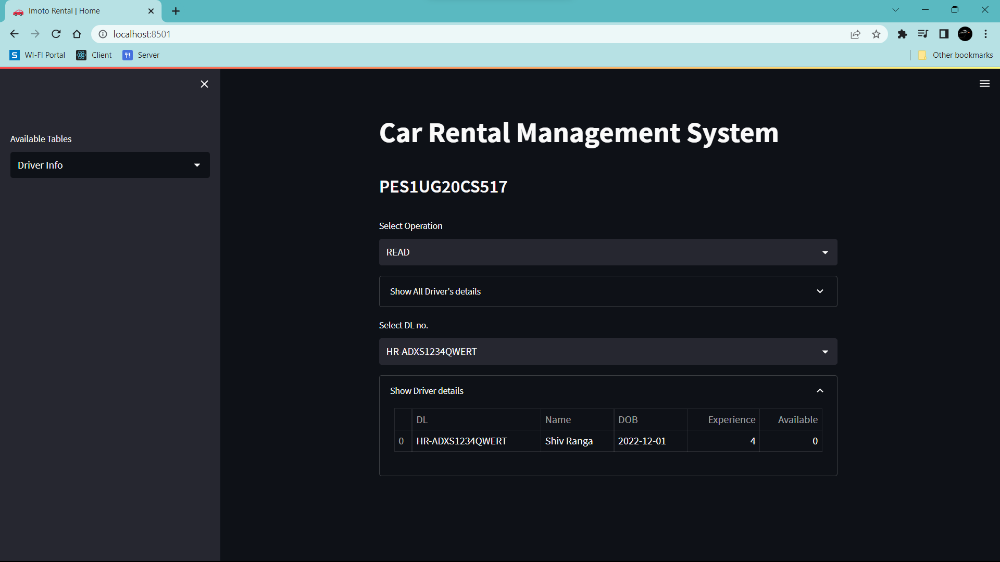 Imoto Rental | Home
localhost:8501
WI-FI Portal Client Server Other bookmarks
Available Tables
Driver Info
Car Rental Management System
PES1UG20CS517
Select Operation
READ
Show All Driver's details
Select DL no.
HR-ADXS1234QWERT
Show Driver details
DL Name DOB Experience Available
0 HR-ADXS1234QWERT Shiv Ranga 2022-12-01 4 0